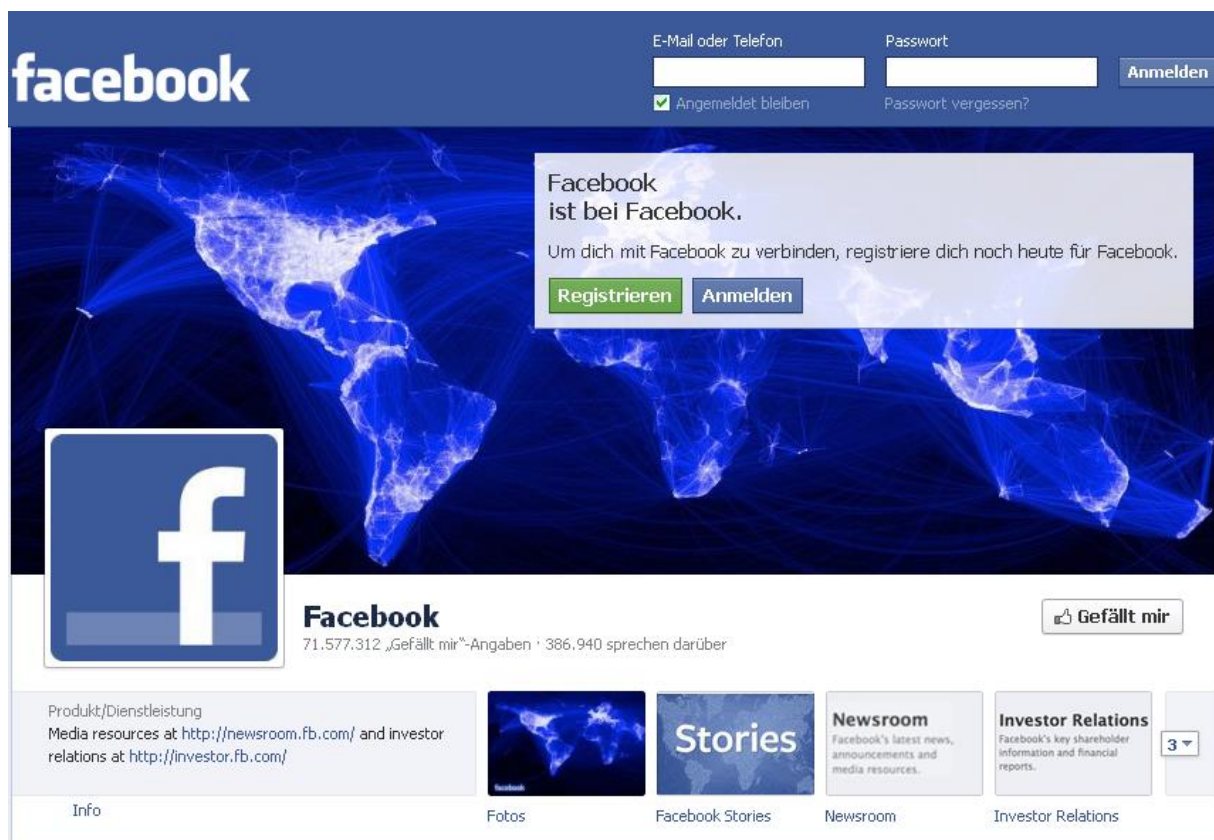 facebook
E-Mail oder Telefon
Passwort
Anmelden
Angemeldet bleiben
Passwort vergessen?
Facebook
ist bei Facebook.
Um dich mit Facebook zu verbinden, registriere dich noch heute für Facebook.
Registrieren
Anmelden
f
Facebook
71.577.312 „Gefällt mir“-Angaben · 386.940 sprechen darüber
Gefällt mir
Produkt/Dienstleistung
Media resources at http://newsroom.fb.com/ and investor
relations at http://investor.fb.com/
Info
facebook
Fotos
Stories
Facebook Stories
Newsroom
Facebook's latest news,
announcements and
media resources.
Newsroom
Investor Relations
Facebook's key shareholder
information and financial
reports.
Investor Relations
3